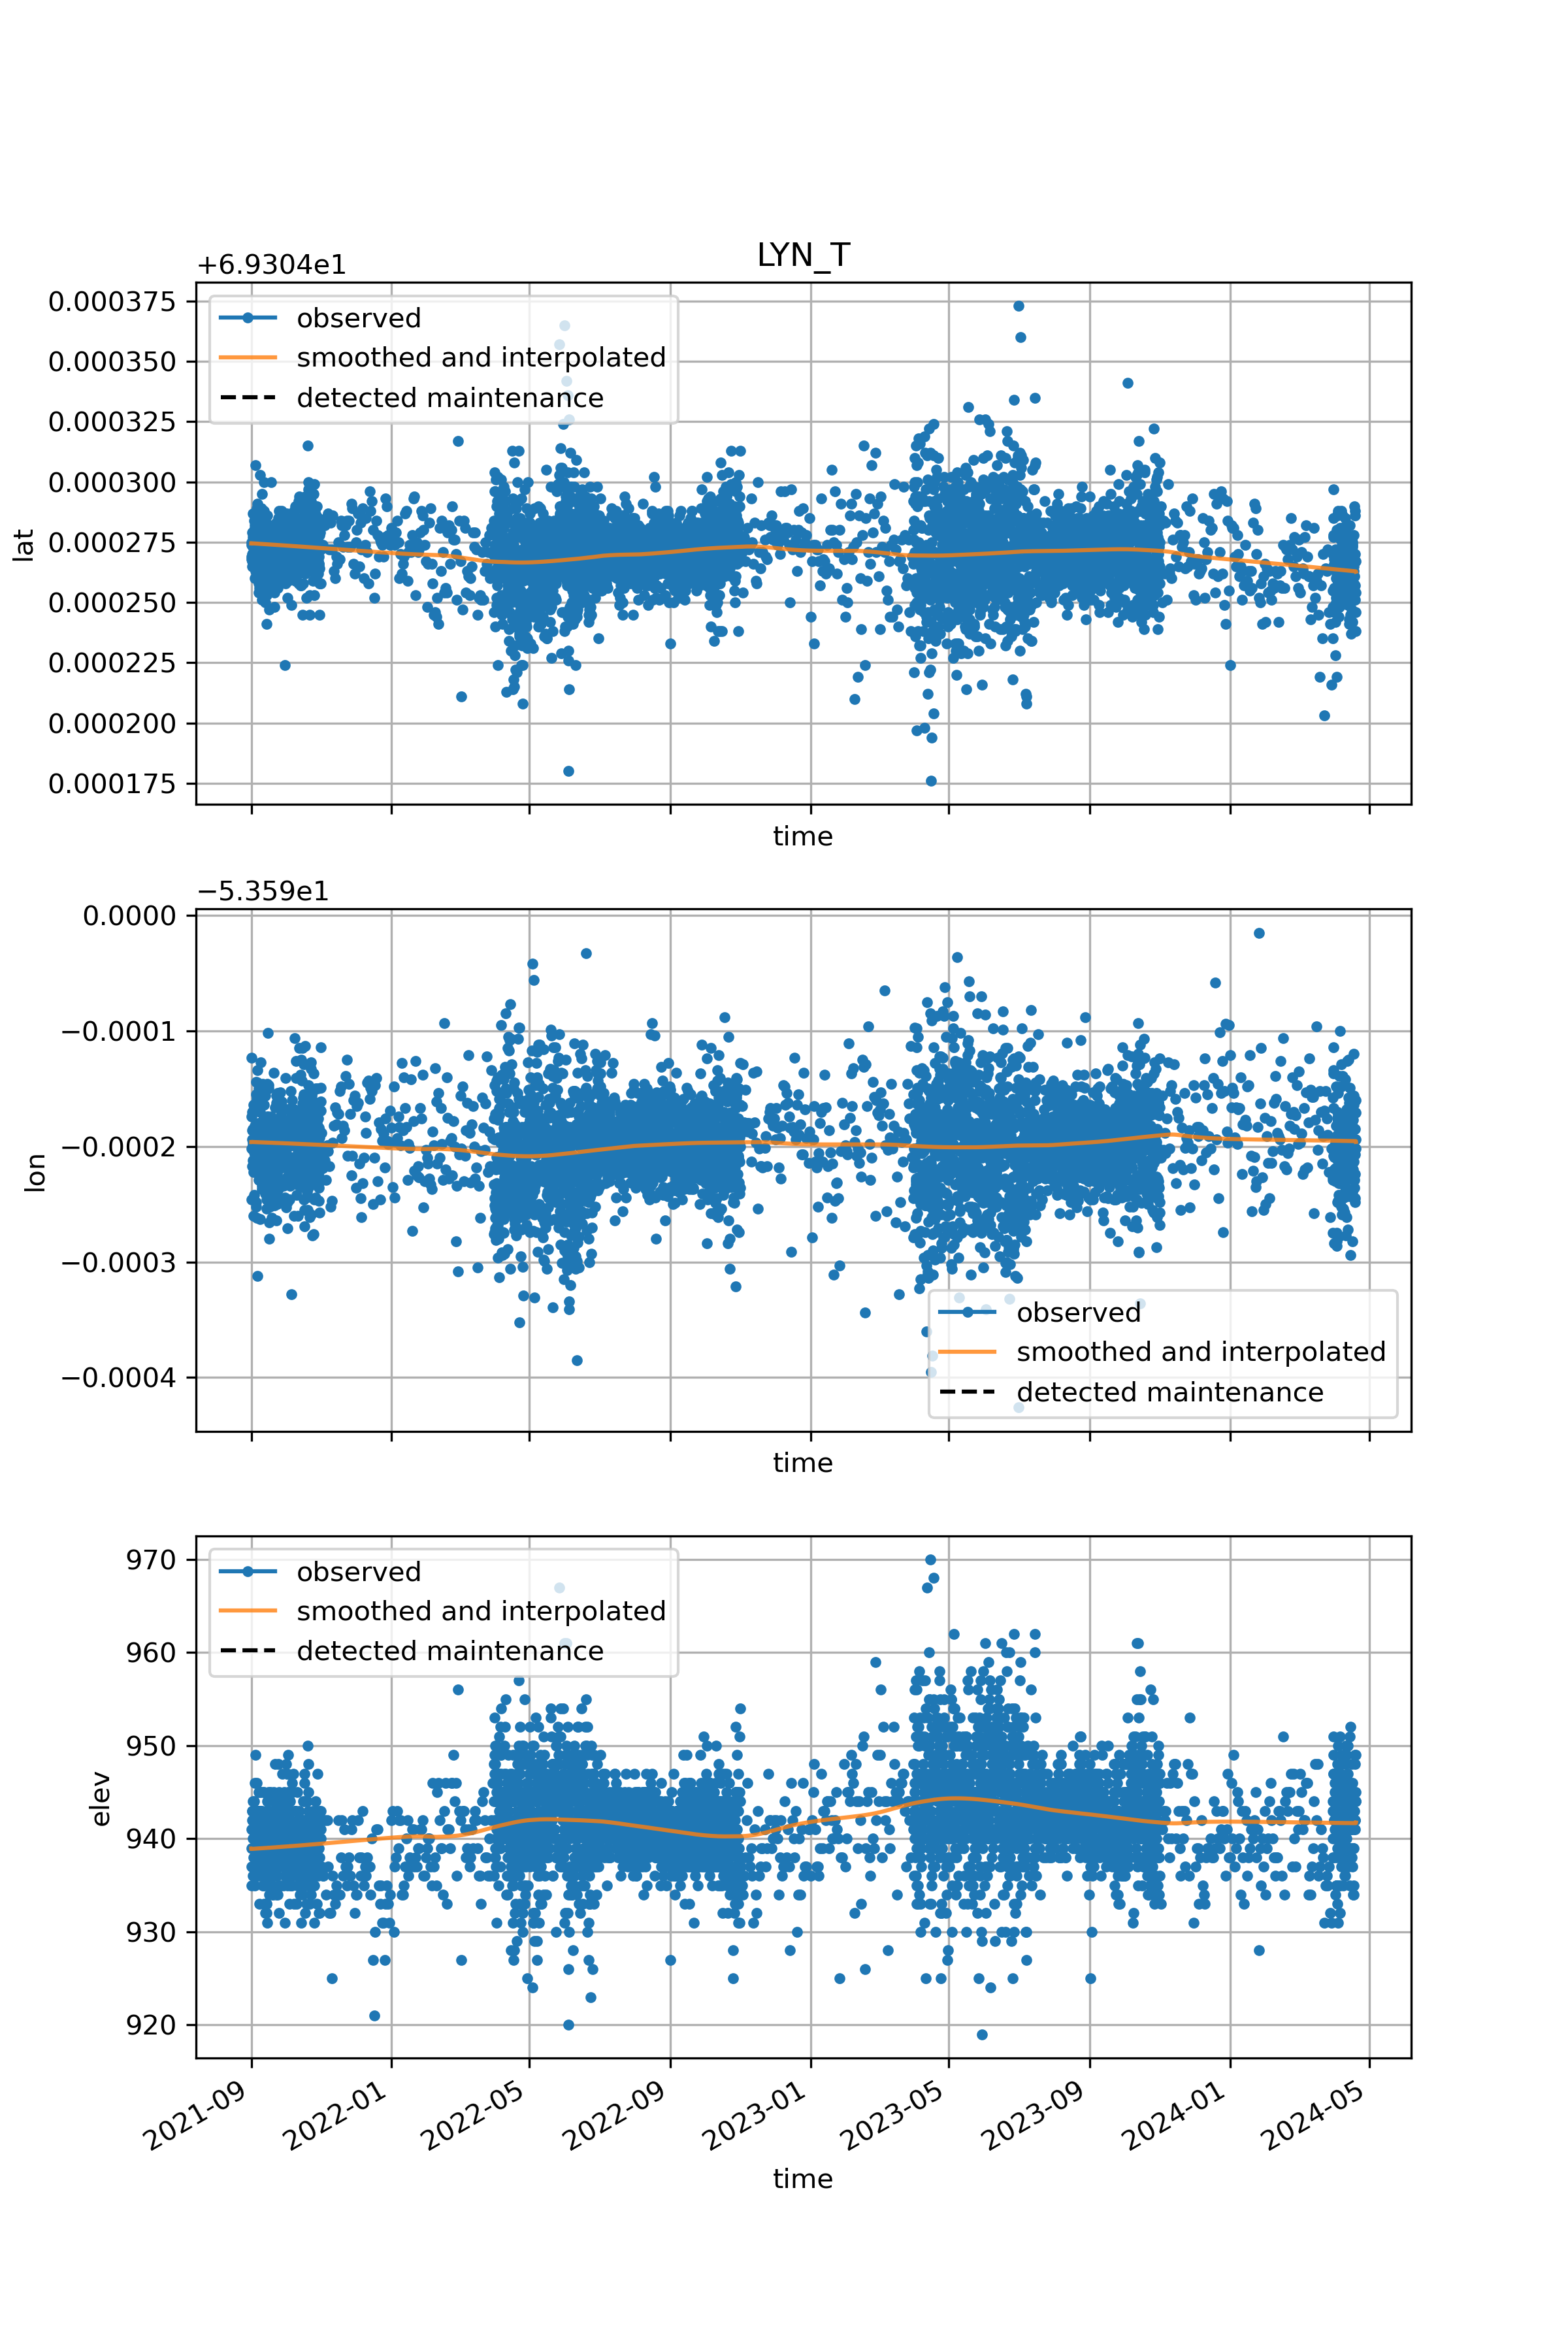 LYN_T
+6.9304e1
0.000375
0.000350
0.000325
0.000300
0.000275
0.000250
0.000225
0.000200
0.000175
lat
observed
smoothed and interpolated
detected maintenance
time
−5.359e1
0.0000
−0.0001
−0.0002
−0.0003
−0.0004
lon
observed
smoothed and interpolated
detected maintenance
time
970
960
950
940
930
920
elev
observed
smoothed and interpolated
detected maintenance
2021-09
2022-01
2022-05
2022-09
2023-01
2023-05
2023-09
2024-01
2024-05
time